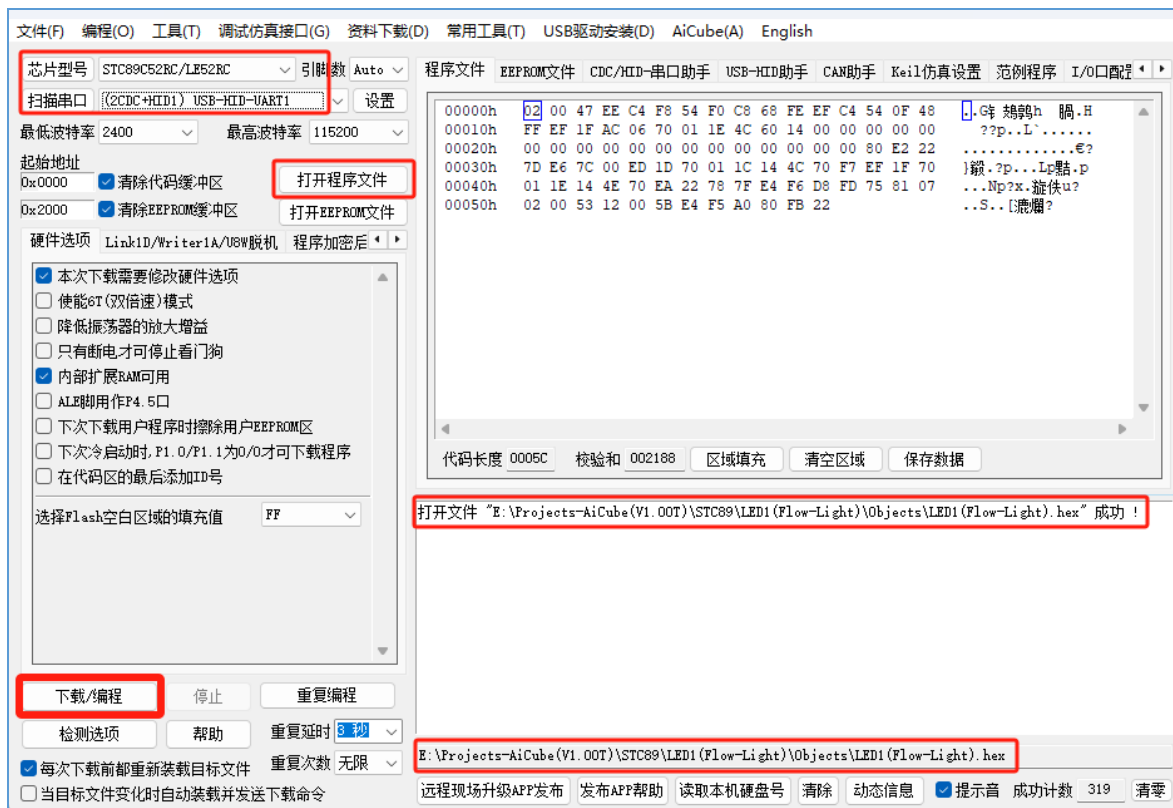 文件(F) 编程(O) 工具(T) 调试仿真接口(G) 资料下载(D) 常用工具(T) USB驱动安装(D) AiCube(A) English
芯片型号 STC89C52RC/LE52RC 引脚数 Auto
扫描串口 (2CDC+HID1) USB-HID-UART1 设置
最低波特率 2400 最高波特率 115200
起始地址
0x0000 清除代码缓冲区 打开程序文件
0x2000 清除EEPROM缓冲区 打开EEPROM文件
硬件选项 Link1D/Writer1A/U8W脱机 程序加密后
本次下载需要修改硬件选项
使能6T(双倍速)模式
降低振荡器的放大增益
只有断电才可停止看门狗
内部扩展RAM可用
ALE脚用作P4.5口
下次下载用户程序时擦除用户EEPROM区
下次冷启动时,P1.0/P1.1为0/0才可下载程序
在代码区的最后添加ID号
选择Flash空白区域的填充值 FF
下载/编程 停止 重复编程
检测选项 帮助 重复延时 3 秒
每次下载前都重新装载目标文件 重复次数 无限
当目标文件变化时自动装载并发送下载命令
程序文件 EEPROM文件 CDC/HID-串口助手 USB-HID助手 CAN助手 Keil仿真设置 范例程序 I/O口配置
00000h 02 00 47 EE C4 F8 54 F0 C8 68 FE EF C4 54 0F 48 ..G钅 鵊鹩h 腡.H
00010h FF EF 1F AC 06 70 01 1E 4C 60 14 00 00 00 00 00 ??p..L`......
00020h 00 00 00 00 00 00 00 00 00 00 00 00 00 80 E2 22 .............€?
00030h 7D E6 7C 00 ED 1D 70 01 1C 14 4C 70 F7 EF 1F 70 }鎩.?p...Lp黠.p
00040h 01 1E 14 4E 70 EA 22 78 7F E4 F6 D8 FD 75 81 07 ...Np?x.漩佚u?
00050h 02 00 53 12 00 5B E4 F5 A0 80 FB 22 ..S..[漉爛?
代码长度 0005C 校验和 002188 区域填充 清空区域 保存数据
打开文件 "E:\Projects-AiCube(V1.00T)\STC89\LED1(Flow-Light)\Objects\LED1(Flow-Light).hex" 成功 !
E:\Projects-AiCube(V1.00T)\STC89\LED1(Flow-Light)\Objects\LED1(Flow-Light).hex
远程现场升级APP发布 发布APP帮助 读取本机硬盘号 清除 动态信息 提示音 成功计数 319 清零